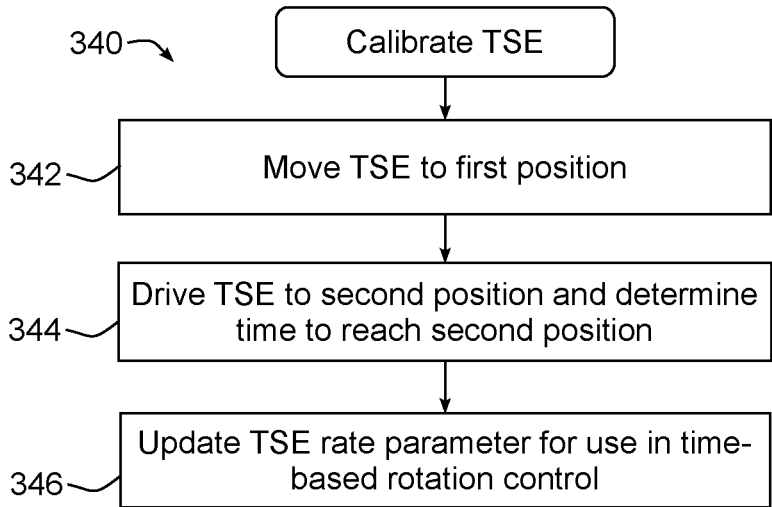 340
Calibrate TSE
342
Move TSE to first position
344
Drive TSE to second position and determine
time to reach second position
346
Update TSE rate parameter for use in time-
based rotation control